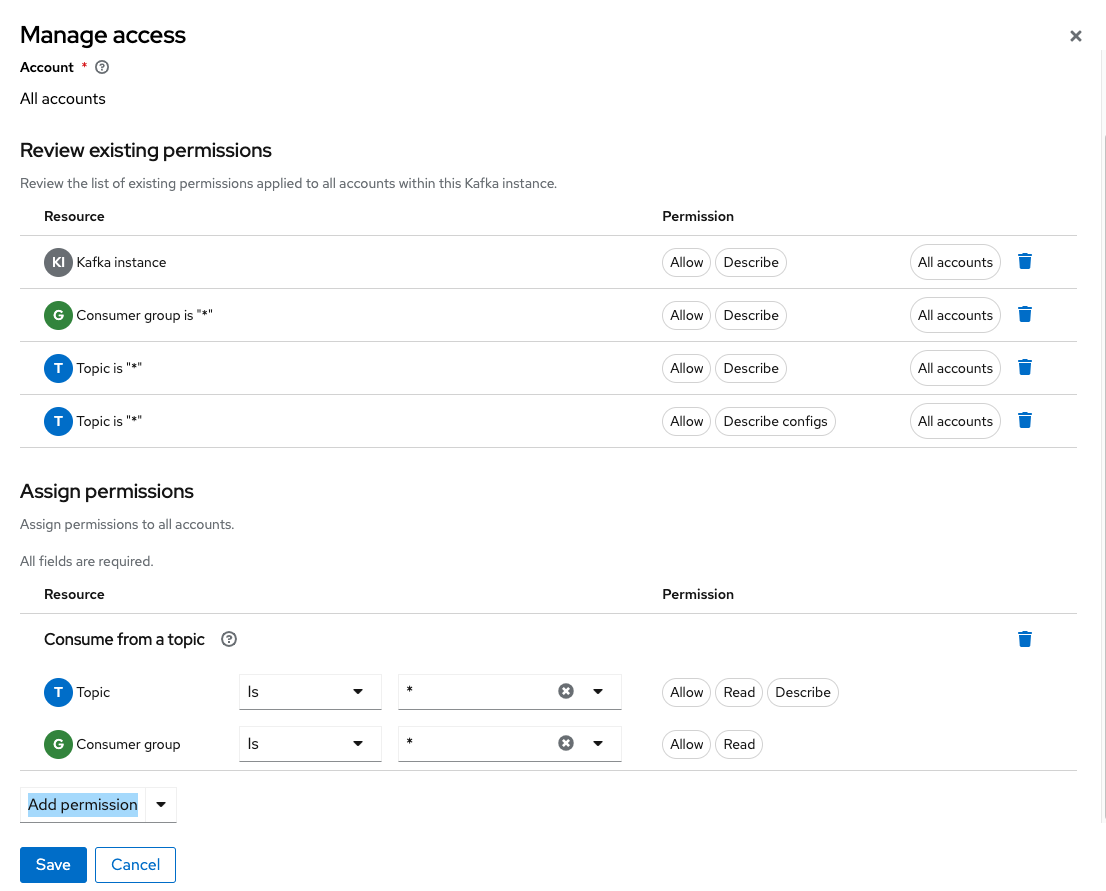 Manage access
Account *
All accounts
Review existing permissions
Review the list of existing permissions applied to all accounts within this Kafka instance.
Resource Permission
KI Kafka instance Allow Describe All accounts
G Consumer group is "*" Allow Describe All accounts
T Topic is "*" Allow Describe All accounts
T Topic is "*" Allow Describe configs All accounts
Assign permissions
Assign permissions to all accounts.
All fields are required.
Resource Permission
Consume from a topic
T Topic Is * Allow Read Describe
G Consumer group Is * Allow Read
Add permission
Save Cancel